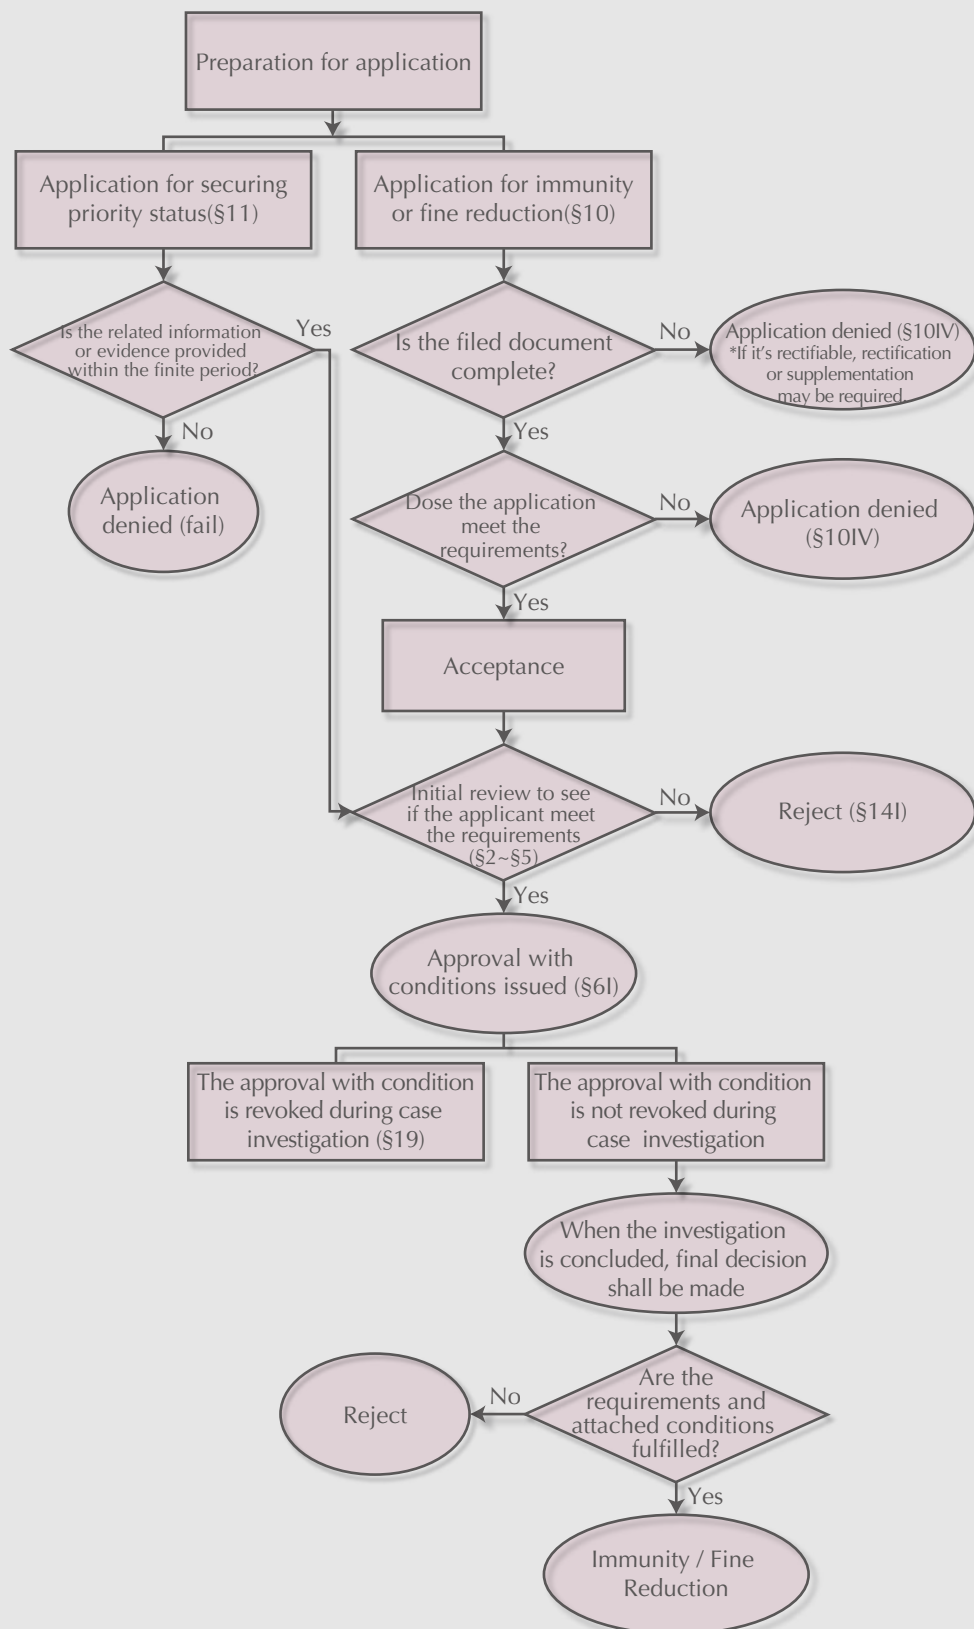 Preparation for application
Application for securing
priority status(§11)
Application for immunity
or fine reduction(§10)
Is the related information
or evidence provided
within the finite period?
Yes
No
Application
denied (fail)
Is the filed document
complete?
No
Application denied (§10IV)
*If it's rectifiable, rectification
or supplementation
may be required.
Yes
Dose the application
meet the
requirements?
No
Application denied
(§10IV)
Yes
Acceptance
Initial review to see
if the applicant meet
the requirements
(§2~§5)
No
Reject (§14I)
Yes
Approval with
conditions issued (§6I)
The approval with condition
is revoked during case
investigation (§19)
The approval with condition
is not revoked during
case investigation
When the investigation
is concluded, final decision
shall be made
Are the
requirements and
attached conditions
fulfilled?
No
Reject
Yes
Immunity / Fine
Reduction